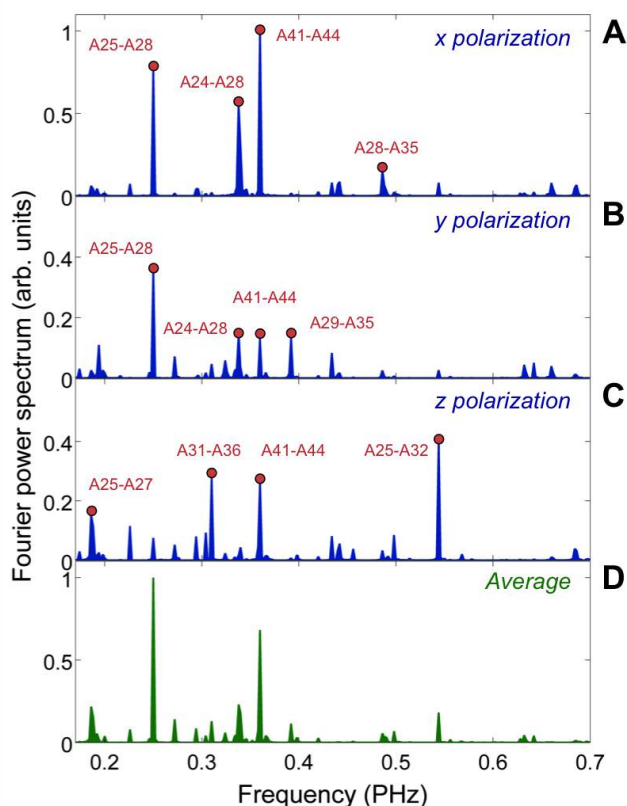 1
A
x polarization
A25-A28
A41-A44
A24-A28
0.5
A28-A35
0
B
y polarization
A25-A28
0.4
A41-A44
0.2
A24-A28
A29-A35
0
C
z polarization
0.4
A31-A36
A41-A44
A25-A32
A25-A27
0.2
0
D
Average
1
0.5
0
0.2
0.3
0.4
0.5
0.6
0.7
Frequency (PHz)
Fourier power spectrum (arb. units)